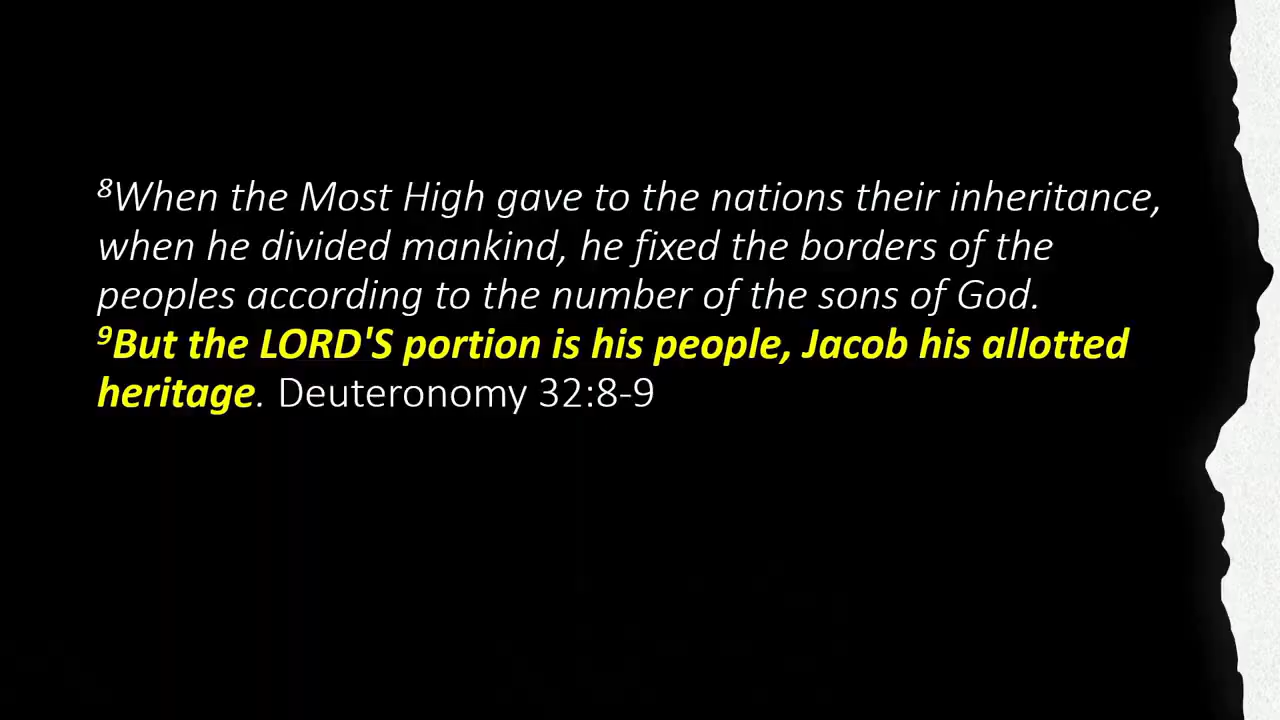 ⁸When the Most High gave to the nations their inheritance,
when he divided mankind, he fixed the borders of the
peoples according to the number of the sons of God.
⁹But the LORD'S portion is his people, Jacob his allotted
heritage. Deuteronomy 32:8-9